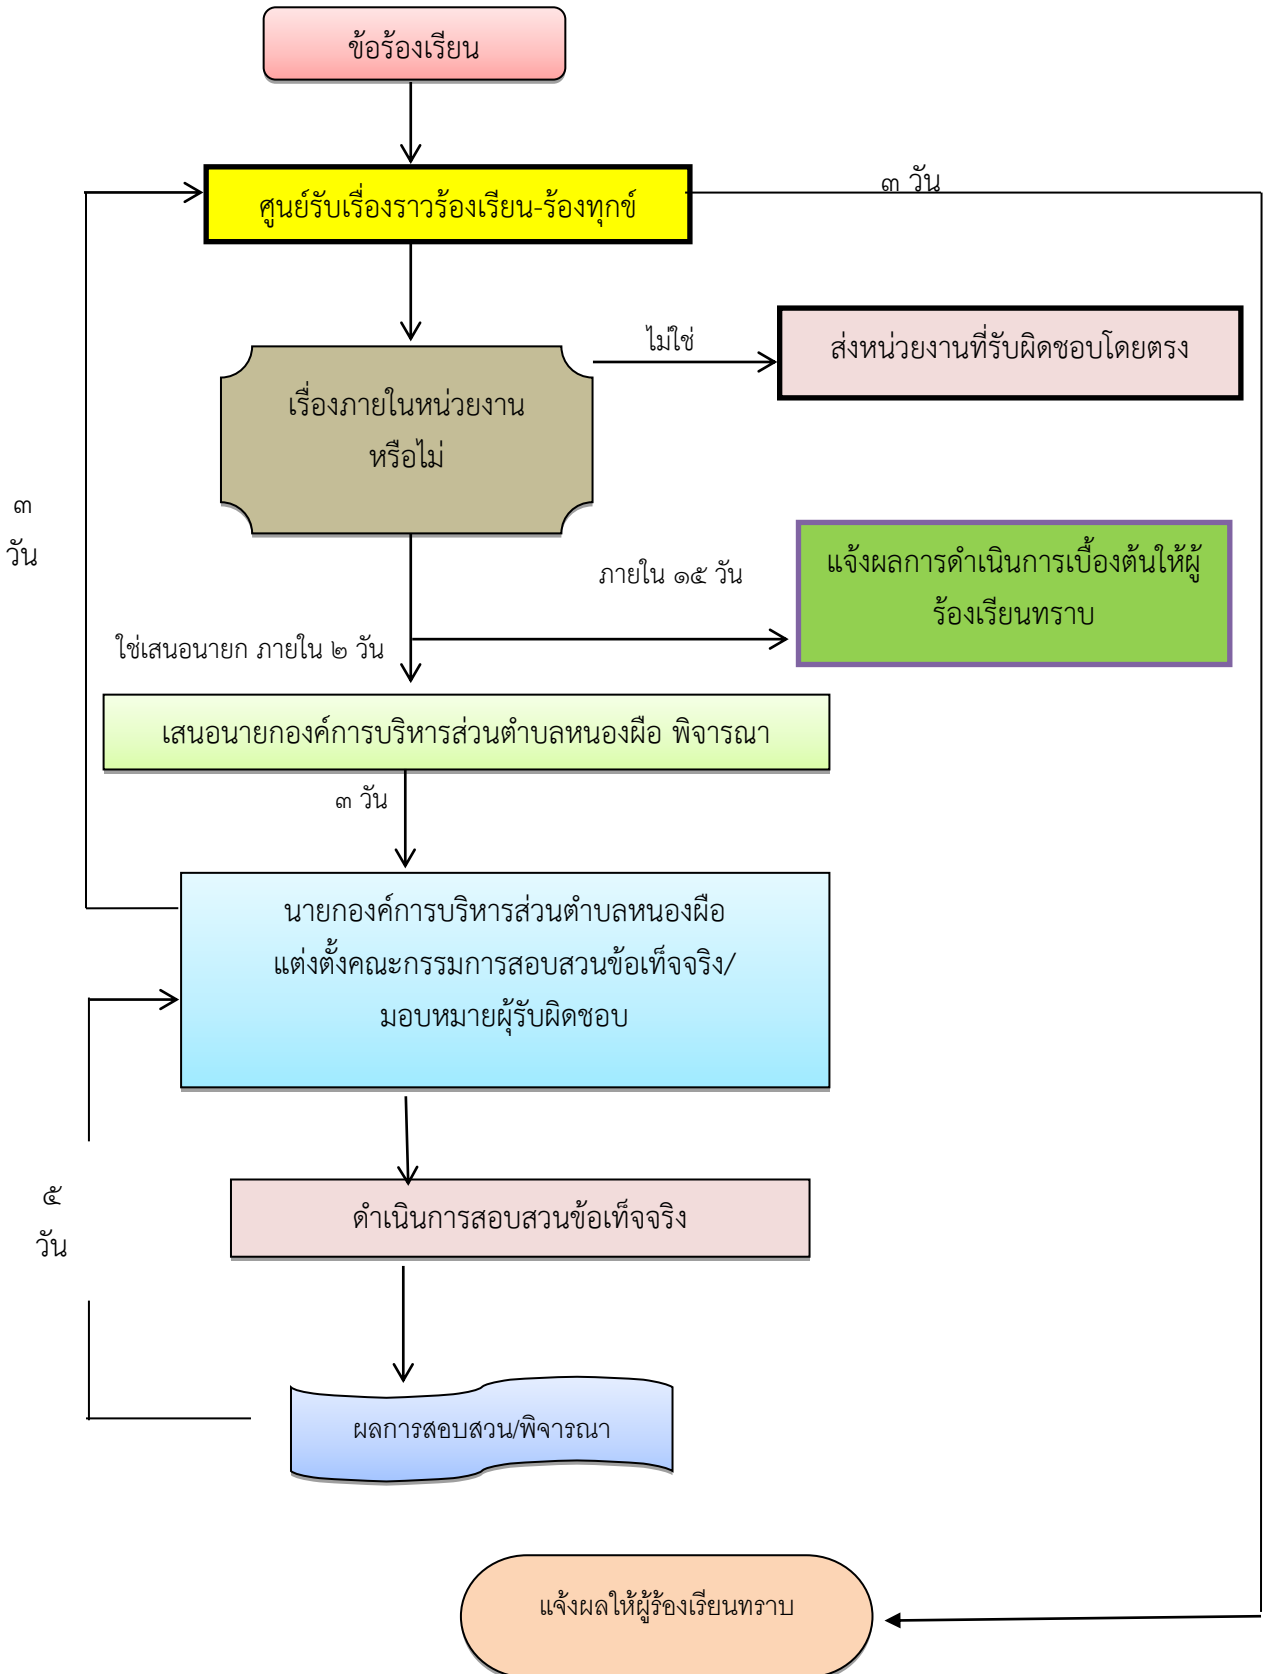 ข้อร้องเรียน
ศูนย์รับเรื่องราวร้องเรียน-ร้องทุกข์
๓ วัน
ไม่ใช่
ส่งหน่วยงานที่รับผิดชอบโดยตรง
เรื่องภายในหน่วยงาน
หรือไม่
๓
วัน
ภายใน ๑๕ วัน
แจ้งผลการดำเนินการเบื้องต้นให้ผู้
ร้องเรียนทราบ
ใช่เสนอนายก ภายใน ๒ วัน
เสนอนายกองค์การบริหารส่วนตำบลหนองผือ พิจารณา
๓ วัน
นายกองค์การบริหารส่วนตำบลหนองผือ
แต่งตั้งคณะกรรมการสอบสวนข้อเท็จจริง/
มอบหมายผุ้รับผิดชอบ
๕
วัน
ดำเนินการสอบสวนข้อเท็จจริง
ผลการสอบสวน/พิจารณา
แจ้งผลให้ผู้ร้องเรียนทราบ